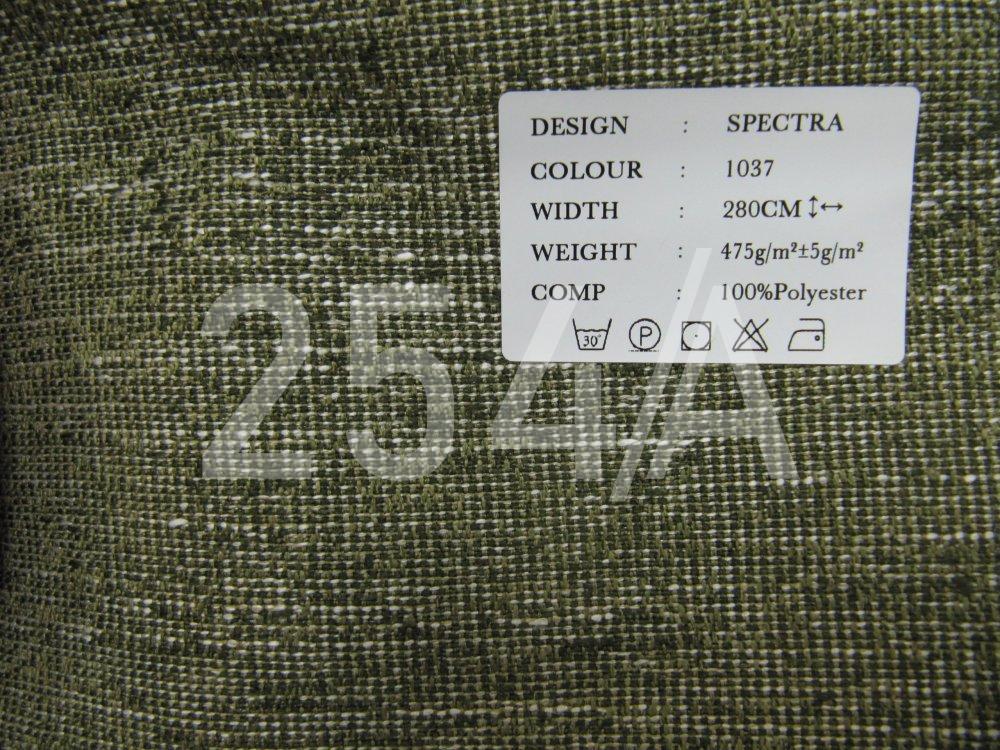 DESIGN : SPECTRA
COLOUR : 1037
WIDTH : 280CM ↕↔
WEIGHT : 475g/m²±5g/m²
COMP : 100%Polyester
30° P
254/A